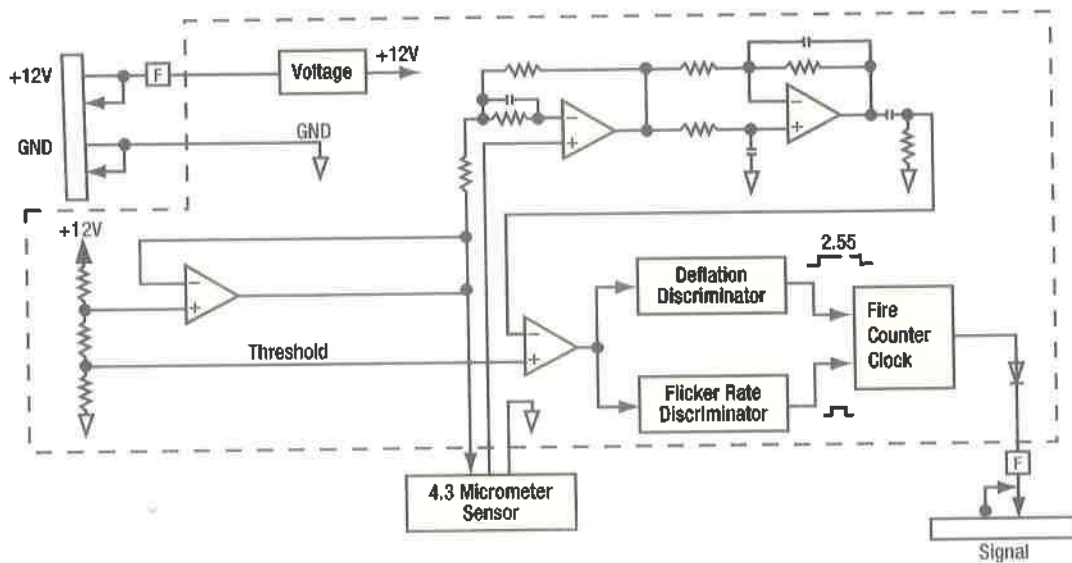 +12V
F
Voltage
+12V
GND
GND
+12V
Threshold
Deflation
Discriminator
2.55
Fire
Counter
Clock
Flicker Rate
Discriminator
4.3 Micrometer
Sensor
F
Signal